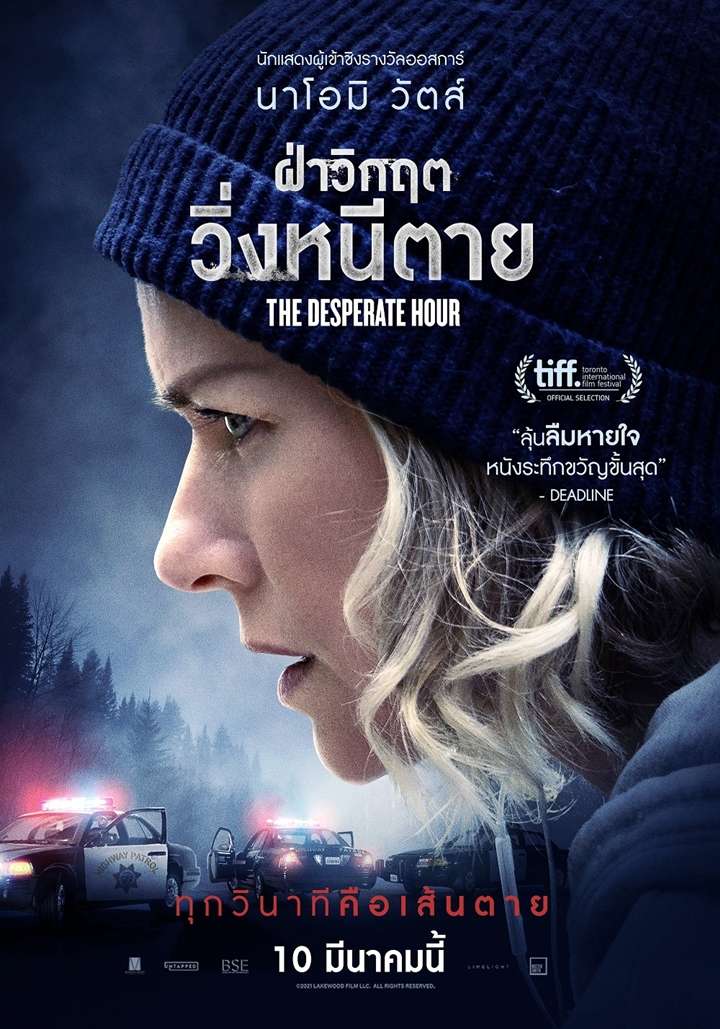 นักแสดงผู้เข้าชิงรางวัลออสการ์
นาโอมิ วัตส์
ฝ่าวิกฤต
วิ่งหนีตาย
THE DESPERATE HOUR
tiff. toronto international film festival
OFFICIAL SELECTION
“ลุ้นลืมหายใจ
หนังระทึกขวัญขั้นสุด”
- DEADLINE
HIGHWAY PATROL
ทุกวินาทีคือเส้นตาย
UNTAPPED BSE 10 มีนาคมนี้ LIMELIGHT
©2021 LAKEWOOD FILM LLC. ALL RIGHTS RESERVED.